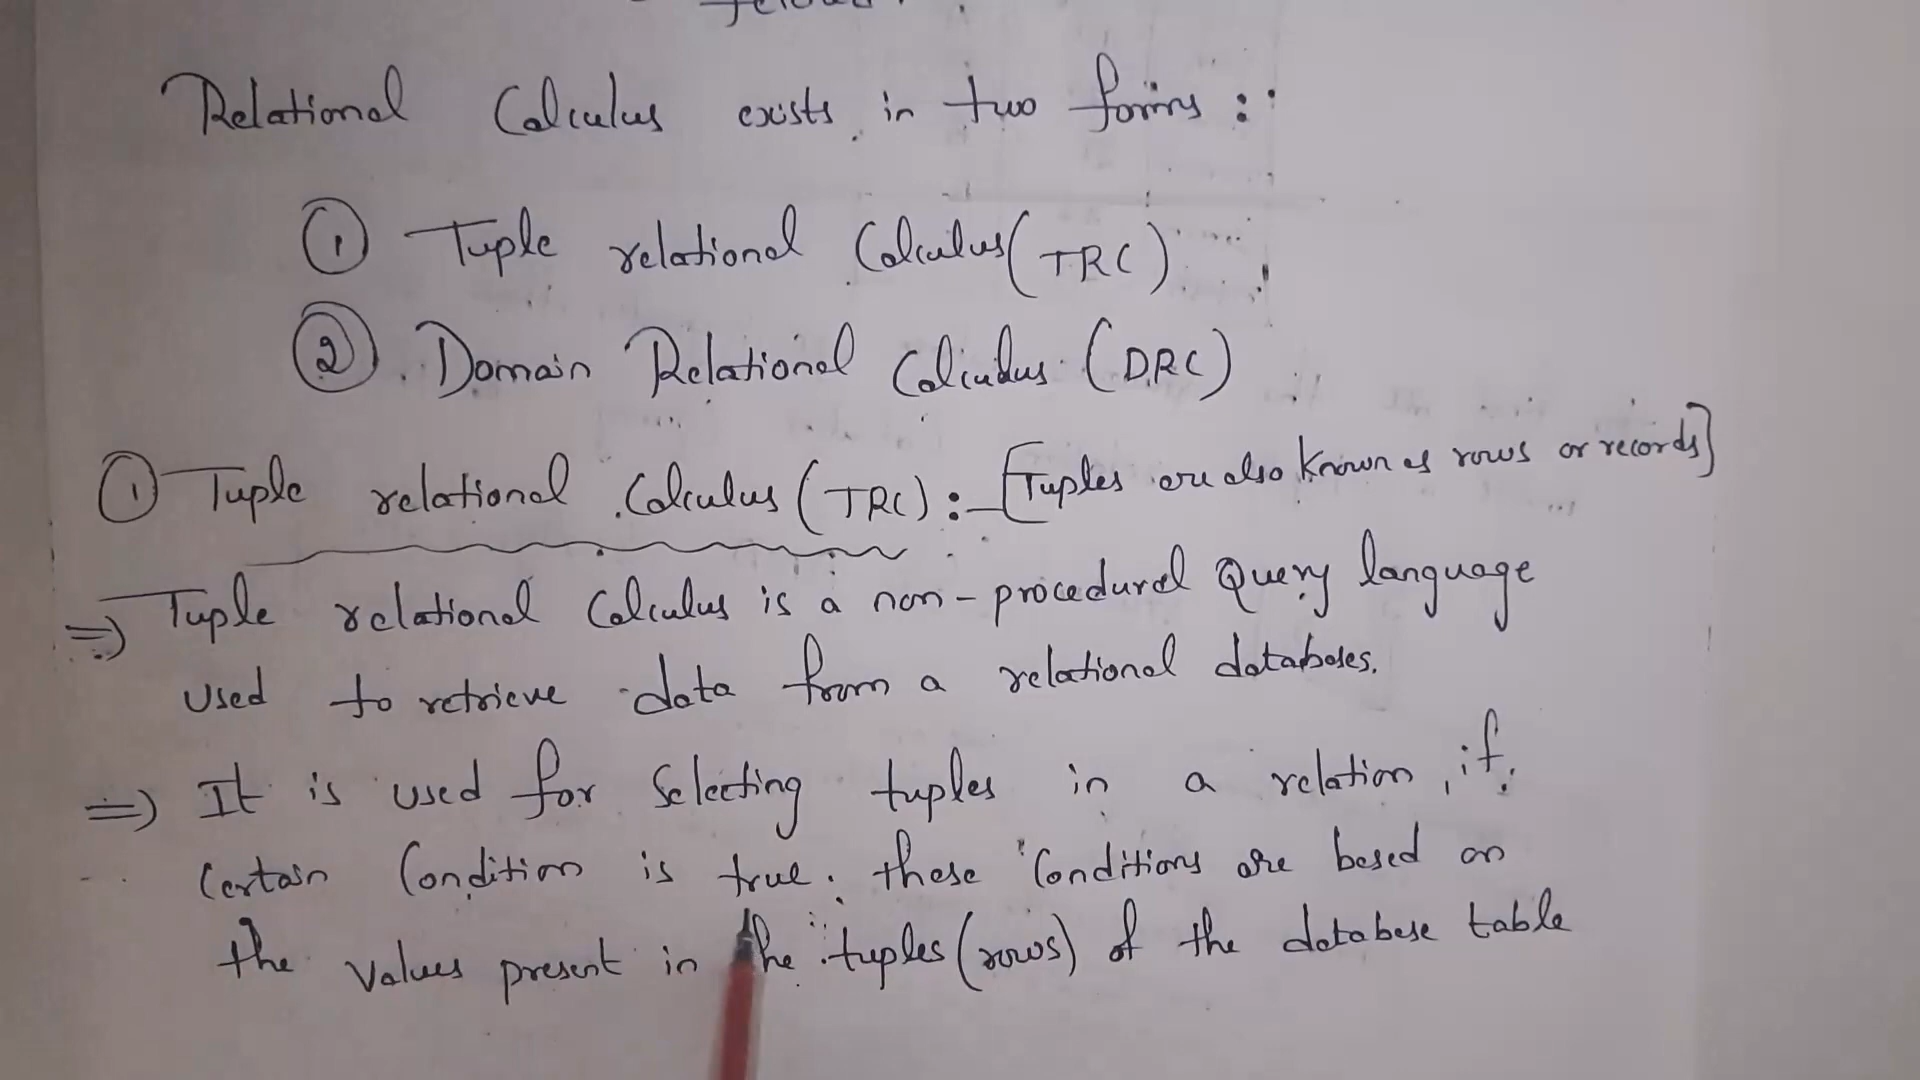 Relational Calculus exists in two forms :-
① Tuple relational Calculus (TRC)
② Domain Relational Calculus (DRC)
① Tuple relational Calculus (TRC) :- [Tuples are also known as rows or records]
=> Tuple relational Calculus is a non-procedural Query language
used to retrieve data from a relational databases.
=> It is used for Selecting tuples in a relation, if
Certain Condition is true. these Conditions are based on
the values present in the tuples (rows) of the database table